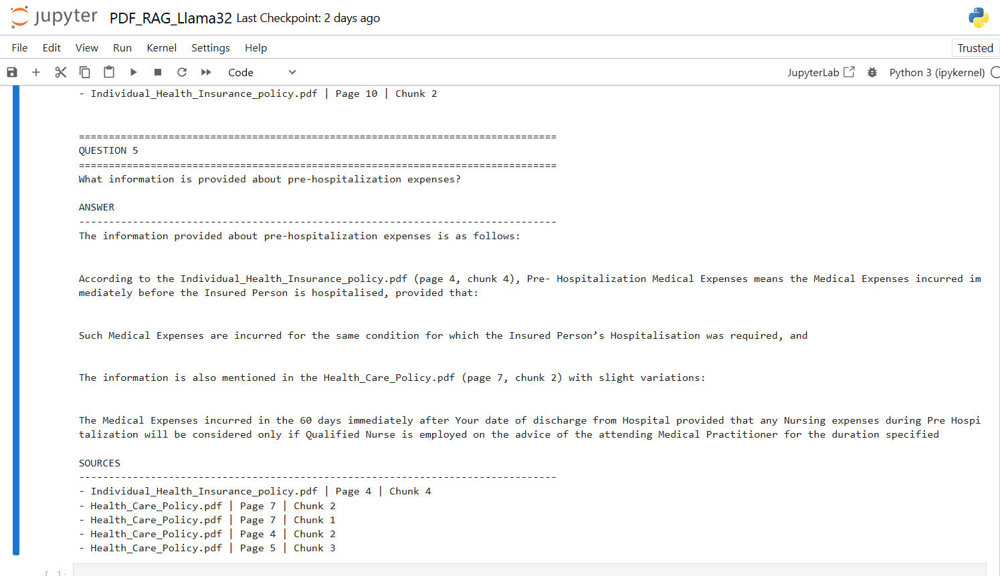 jupyter PDF_RAG_Llama32 Last Checkpoint: 2 days ago
File Edit View Run Kernel Settings Help Trusted
Code JupyterLab Python 3 (ipykernel)
- Individual_Health_Insurance_policy.pdf | Page 10 | Chunk 2
================================================================================
QUESTION 5
================================================================================
What information is provided about pre-hospitalization expenses?
ANSWER
--------------------------------------------------------------------------------
The information provided about pre-hospitalization expenses is as follows:
According to the Individual_Health_Insurance_policy.pdf (page 4, chunk 4), Pre- Hospitalization Medical Expenses means the Medical Expenses incurred im
mediately before the Insured Person is hospitalised, provided that:
Such Medical Expenses are incurred for the same condition for which the Insured Person’s Hospitalisation was required, and
The information is also mentioned in the Health_Care_Policy.pdf (page 7, chunk 2) with slight variations:
The Medical Expenses incurred in the 60 days immediately after Your date of discharge from Hospital provided that any Nursing expenses during Pre Hospi
talization will be considered only if Qualified Nurse is employed on the advice of the attending Medical Practitioner for the duration specified
SOURCES
--------------------------------------------------------------------------------
- Individual_Health_Insurance_policy.pdf | Page 4 | Chunk 4
- Health_Care_Policy.pdf | Page 7 | Chunk 2
- Health_Care_Policy.pdf | Page 7 | Chunk 1
- Health_Care_Policy.pdf | Page 4 | Chunk 2
- Health_Care_Policy.pdf | Page 5 | Chunk 3
[ ]: